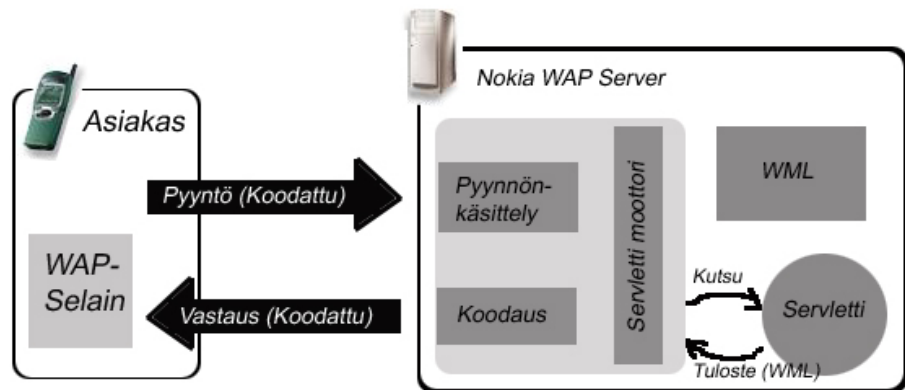 Nokia WAP Server
Asiakas
Pyyntö (Koodattu)
WAP-
Selain
Vastaus (Koodattu)
Pyynnön-
käsittely
Koodaus
Servletti moottori
WML
Kutsu
Servletti
Tuloste (WML)